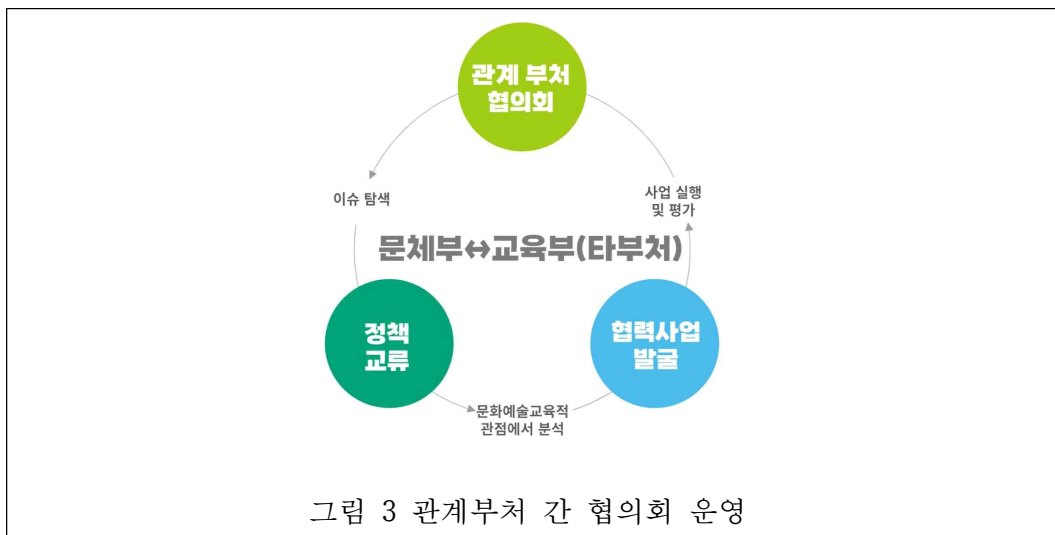 관계 부처
협의회
이슈 탐색
사업 실행
및 평가
문체부↔교육부(타부처)
정책
교류
협력사업
발굴
문화예술교육적
관점에서 분석
그림 3 관계부처 간 협의회 운영